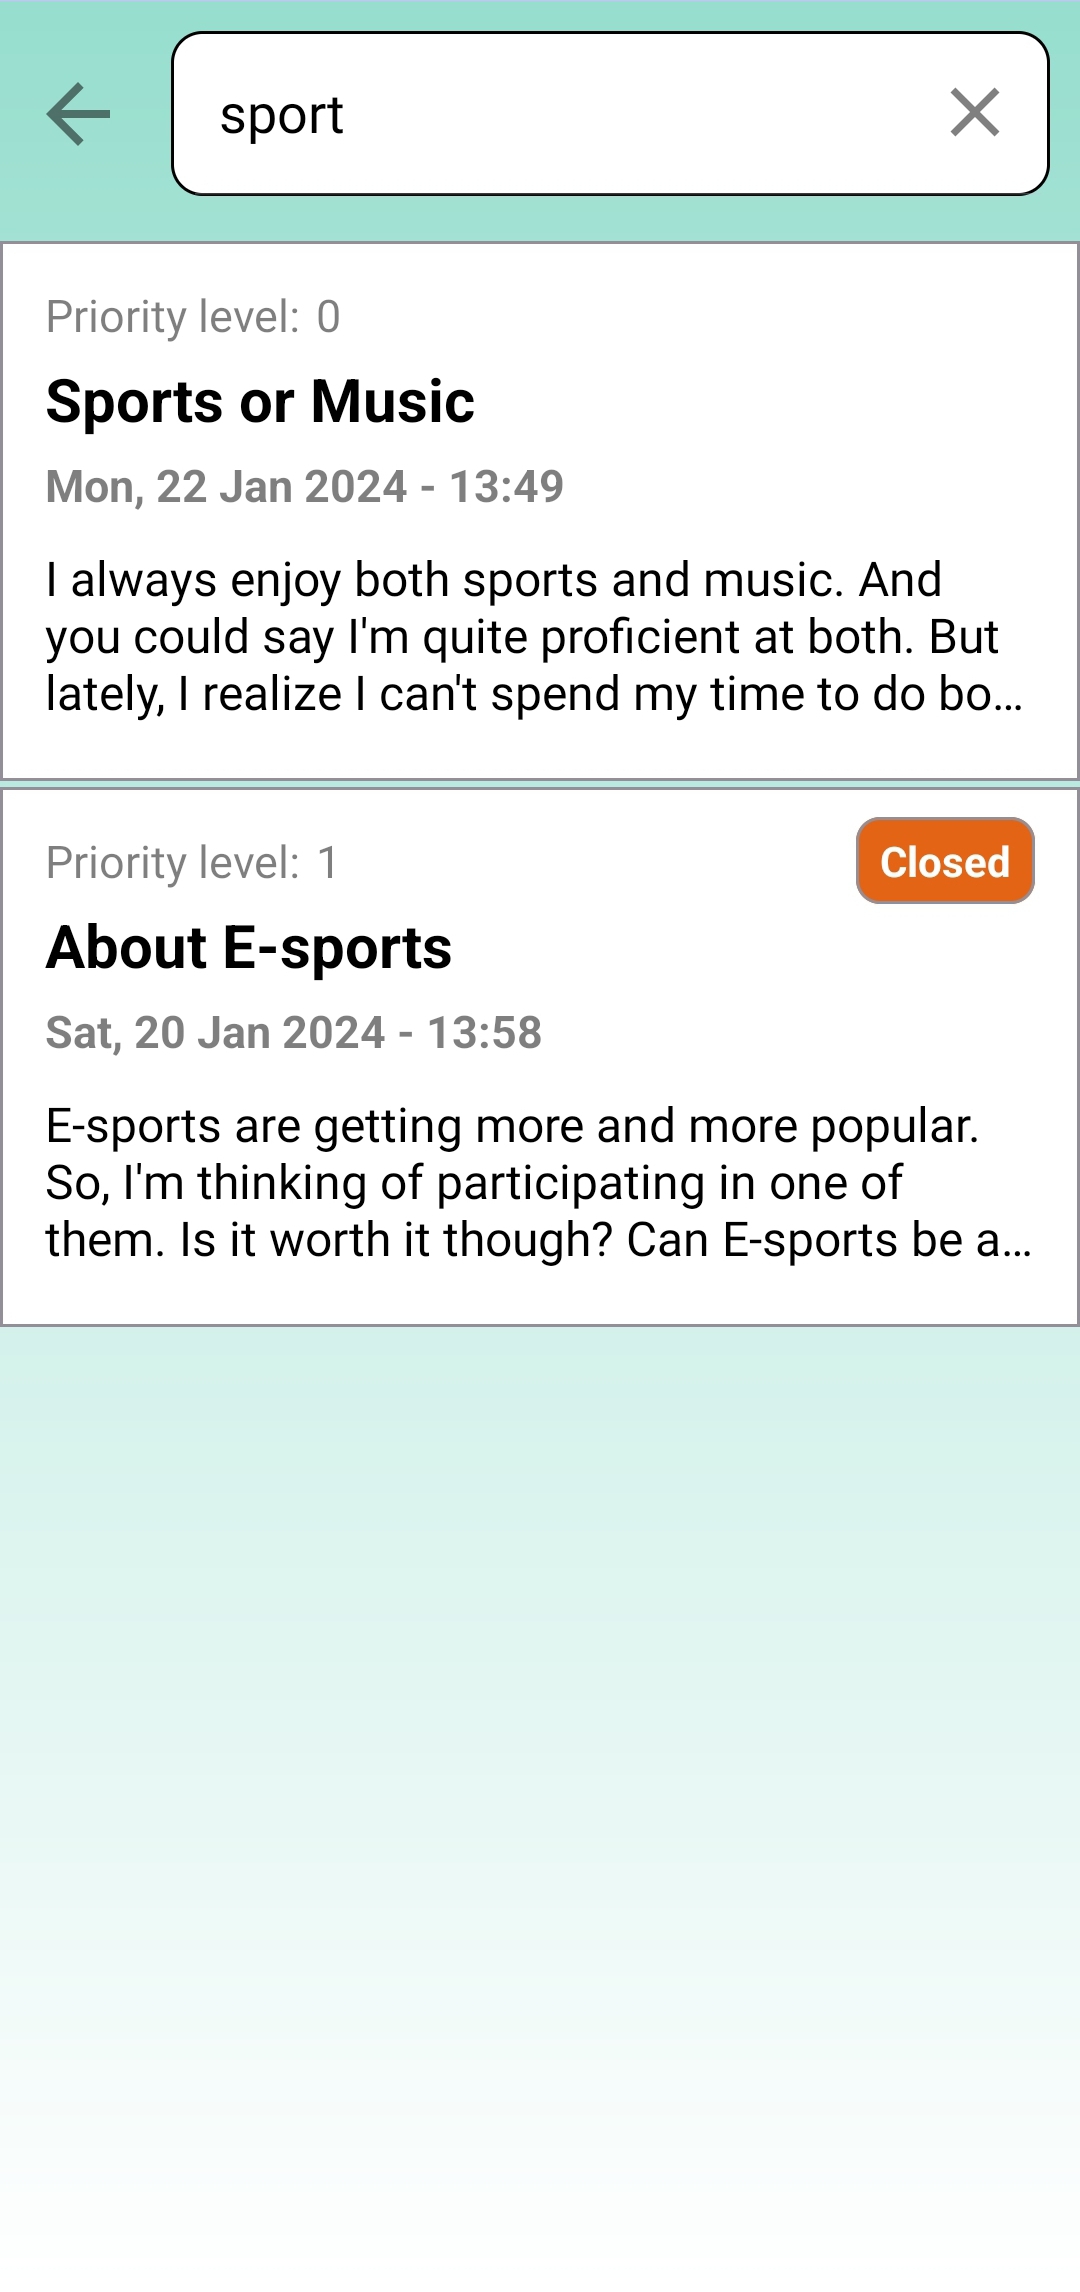 sport
Priority level: 0
Sports or Music
Mon, 22 Jan 2024 - 13:49
I always enjoy both sports and music. And
you could say I'm quite proficient at both. But
lately, I realize I can't spend my time to do bo...
Priority level: 1
Closed
About E-sports
Sat, 20 Jan 2024 - 13:58
E-sports are getting more and more popular.
So, I'm thinking of participating in one of
them. Is it worth it though? Can E-sports be a...